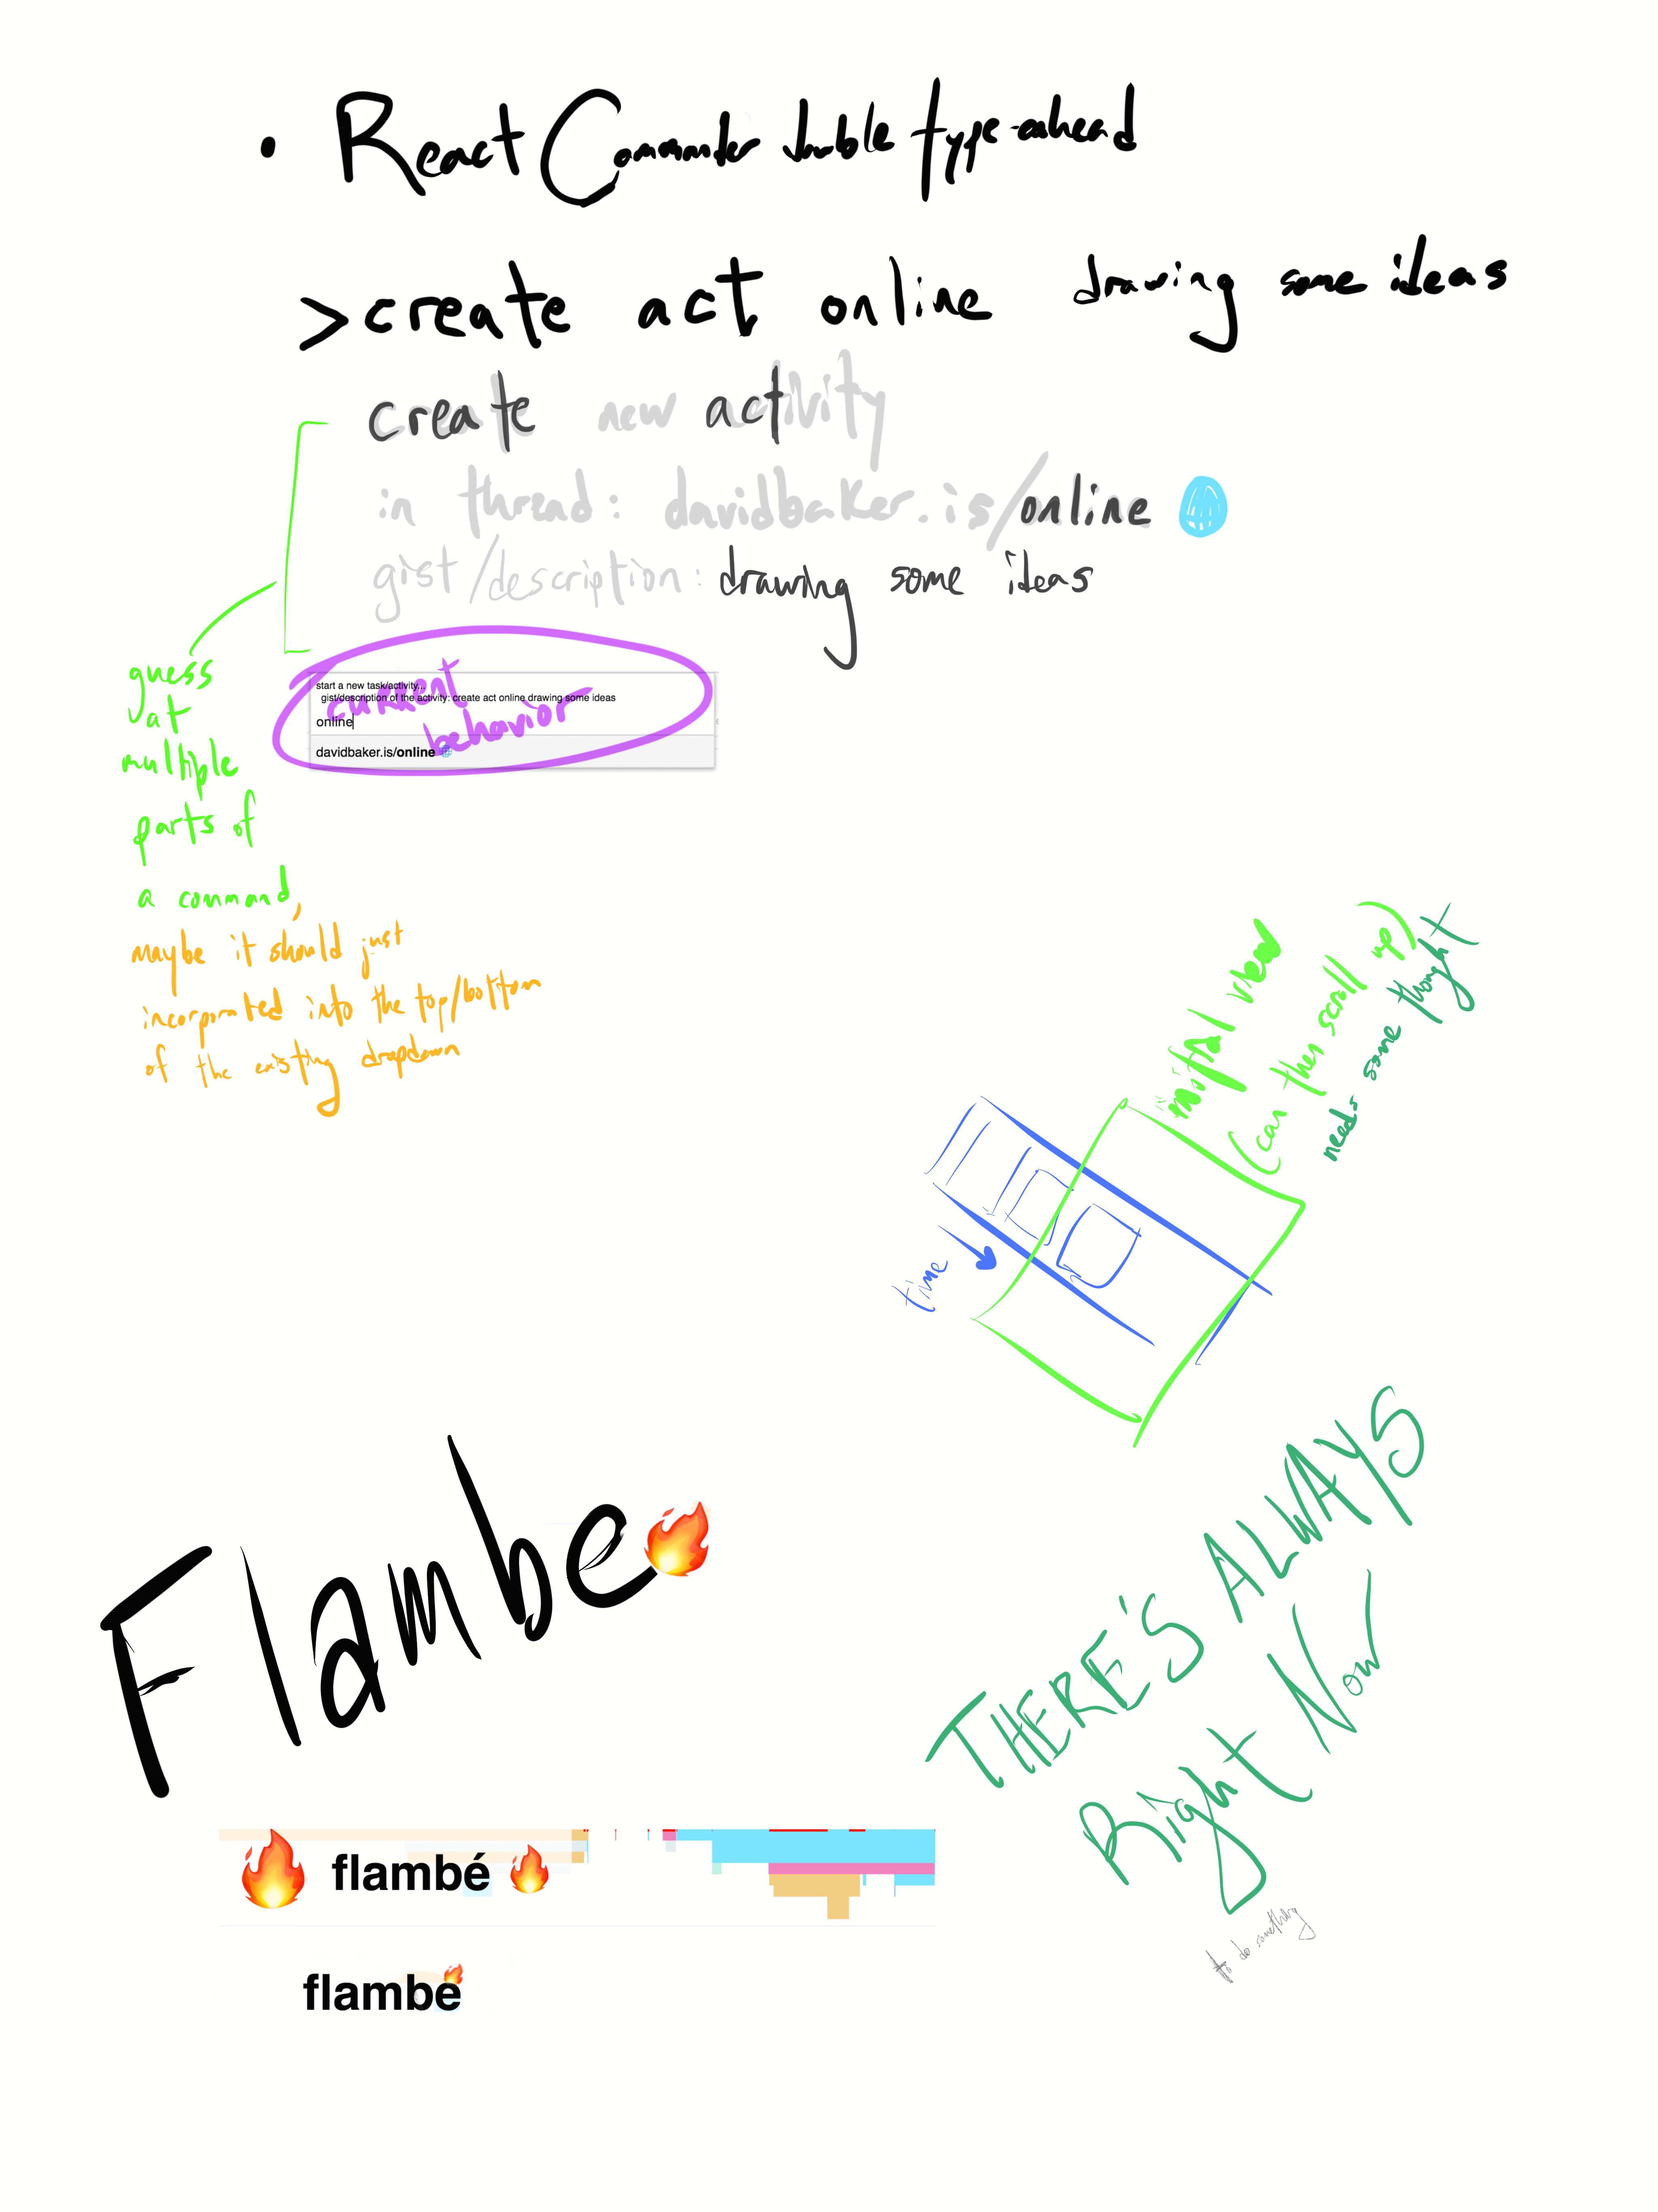 • React Commander double type-ahead
>create act online drawing some ideas
create new activity
in thread: davidbaker.is/online
gist/description: drawing some ideas
guess
at
multiple
parts of
a command,
maybe it should just
incorporated into the top/bottom
of the existing dropdown
start a new task/activity...
gist/description of the activity: create act online drawing some ideas
online
davidbaker.is/online
current
behavior
initial view
(can then scroll up)
needs some thought
time
Flambe
THERE'S ALWAYS
Right Now
to do something
flambé
flambe